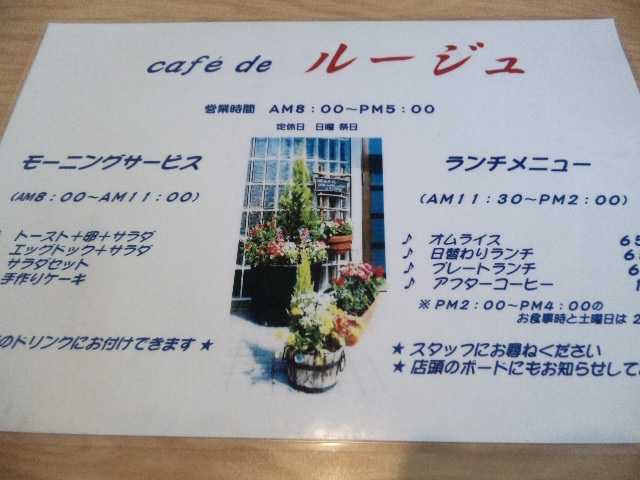 café de ルージュ
営業時間 AM8：00～PM5：00
定休日 日曜 祭日
モーニングサービス
(AM8：00～AM11：00)
トースト＋卵＋サラダ
エッグドック＋サラダ
サラダセット
手作りケーキ
のドリンクにお付けできます ★
ランチメニュー
(AM11：30～PM2：00)
♪ オムライス 65
♪ 日替わりランチ 6
♪ プレートランチ 6
♪ アフターコーヒー 1
※ PM2：00～PM4：00の
お食事時と土曜日は 2
★ スタッフにお尋ねください
★ 店頭のボードにもお知らせして